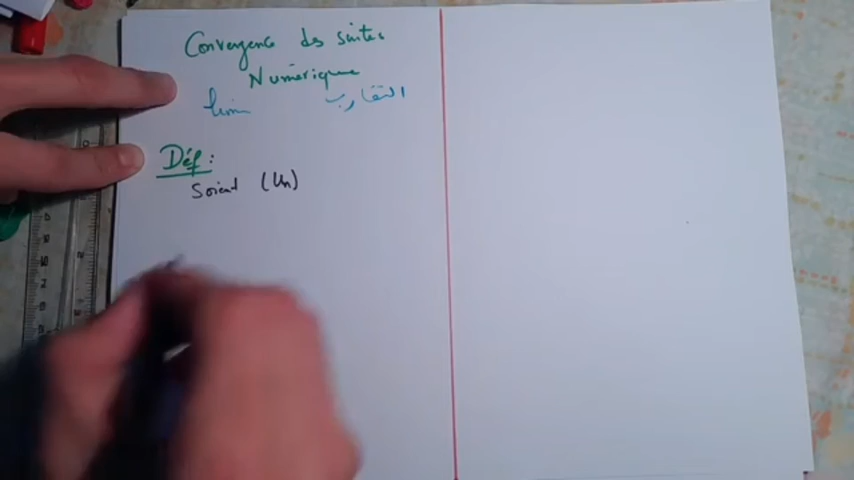 Convergence des suites
Numérique
lim التقارب
Déf:
Soient (Un)